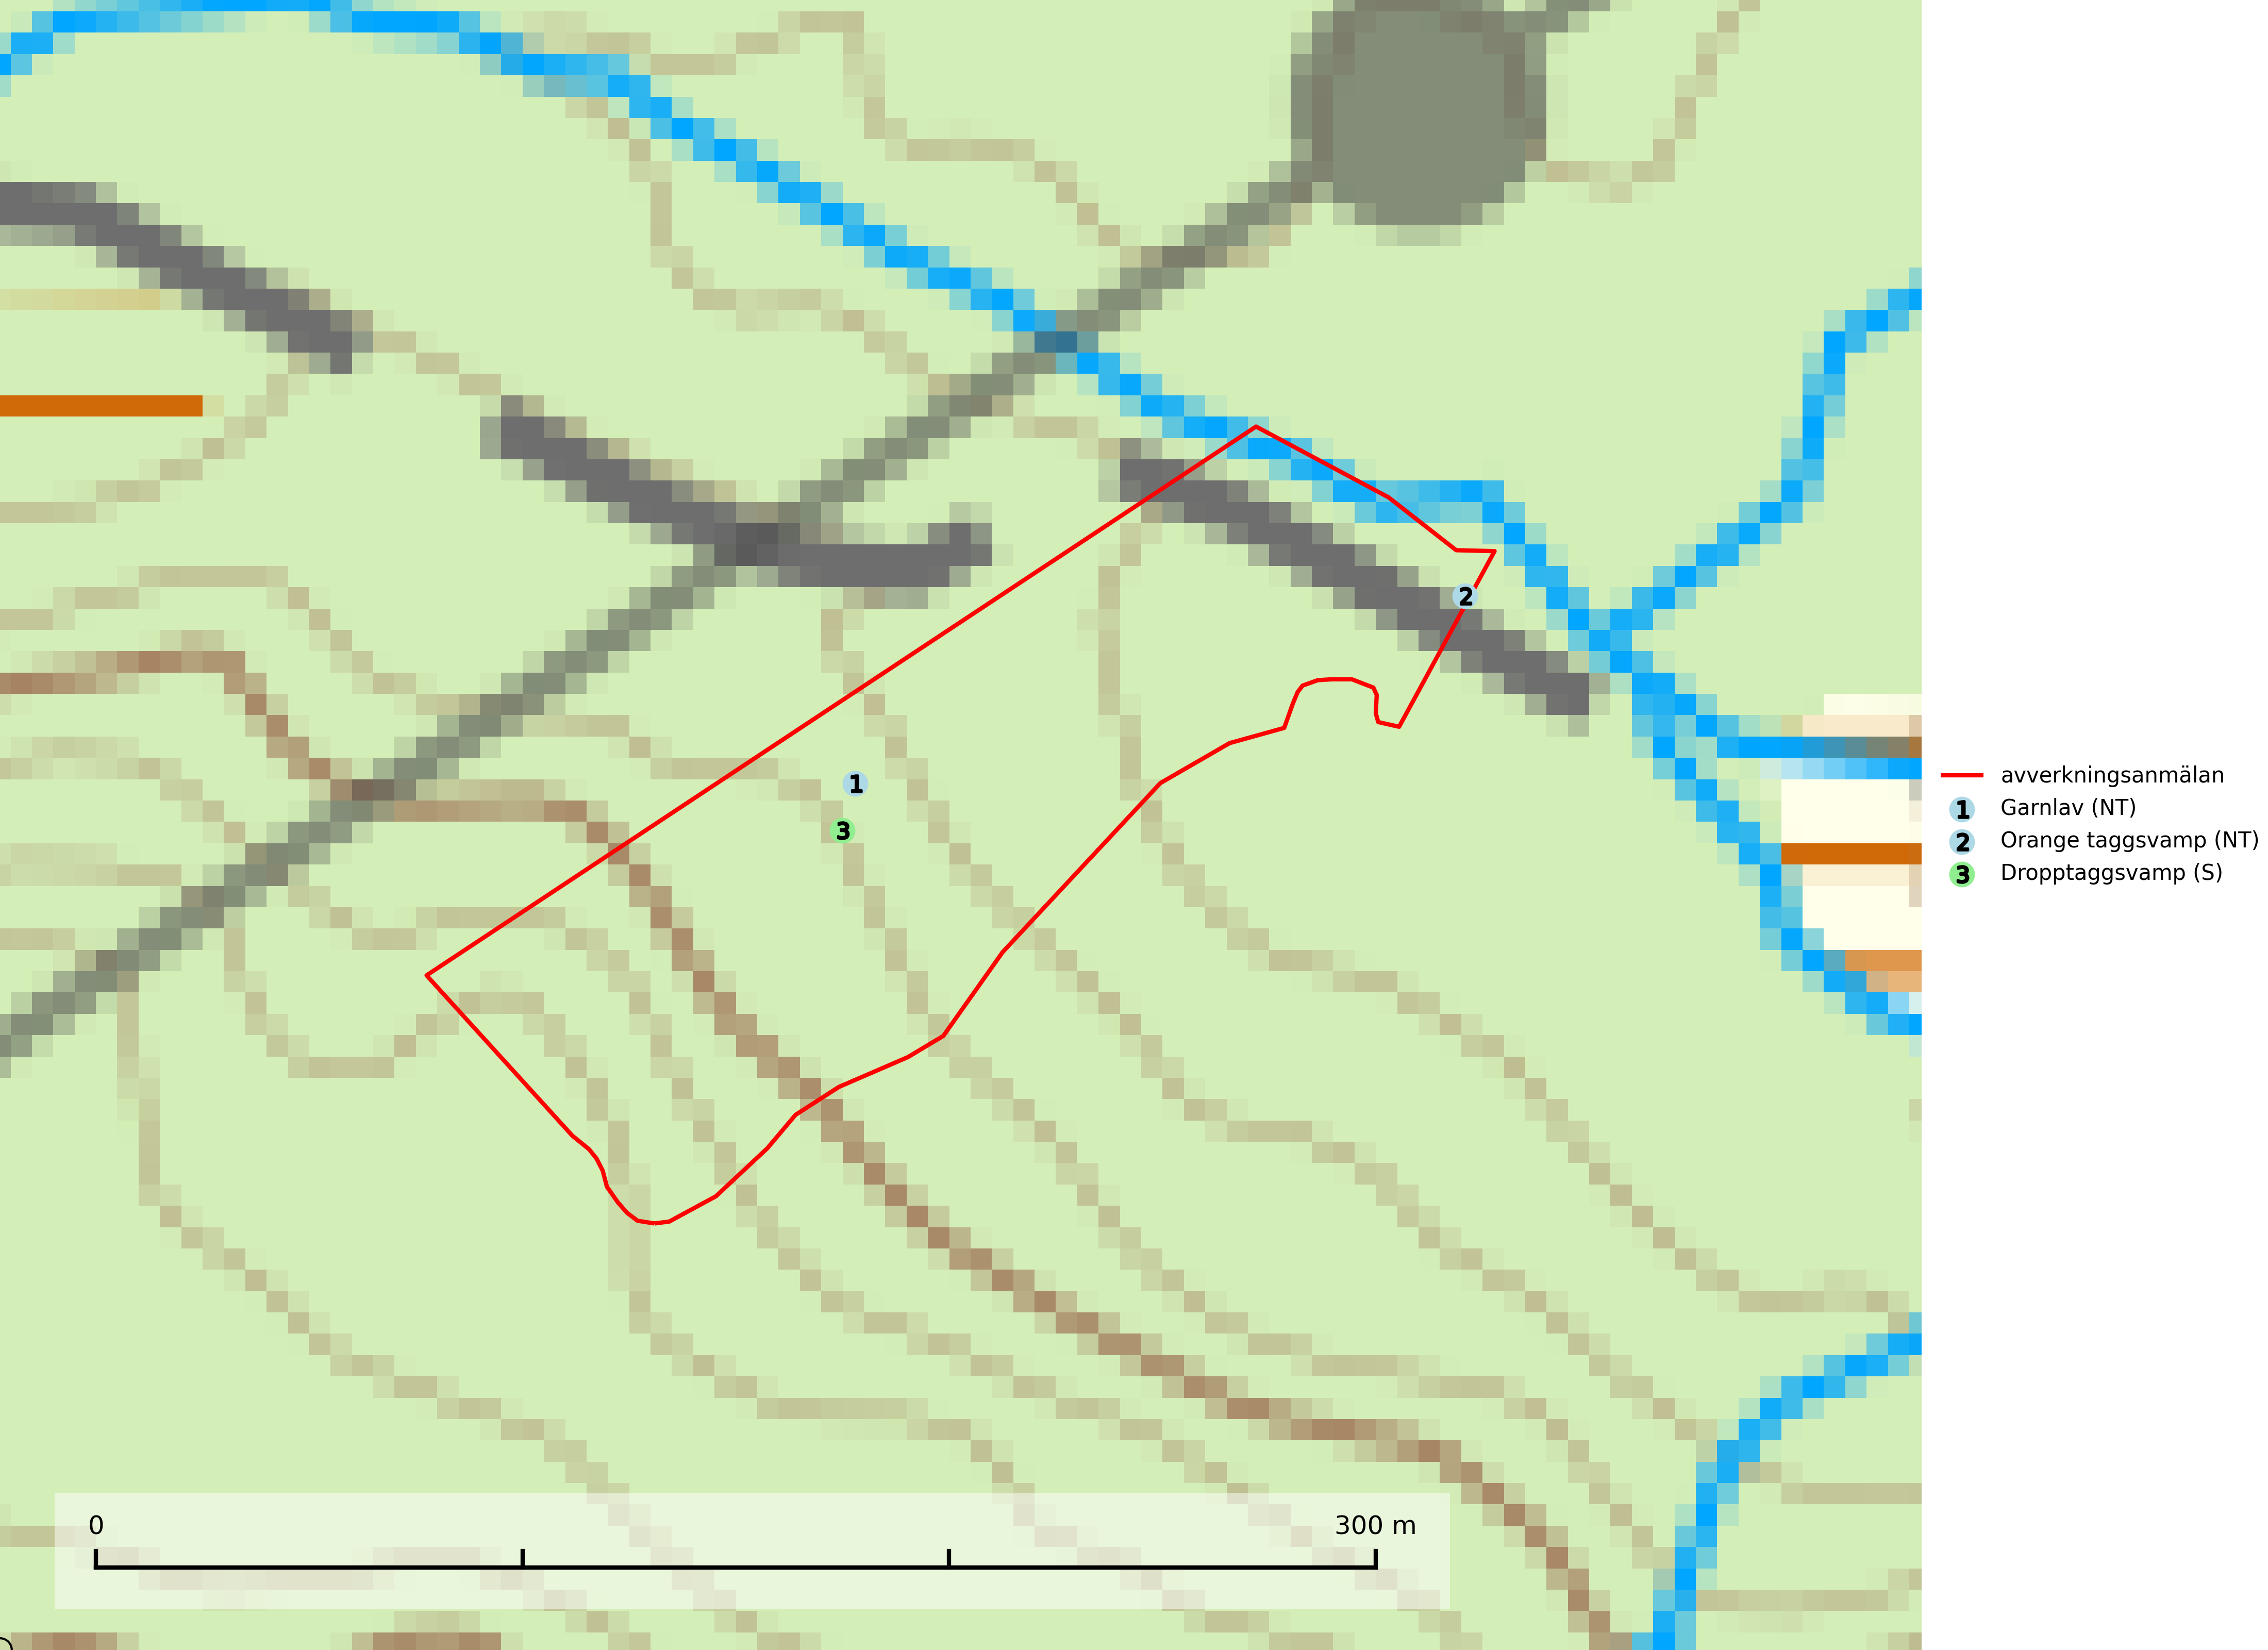 2
1
3
avverkningsanmälan
1 Garnlav (NT)
2 Orange taggsvamp (NT)
3 Dropptaggsvamp (S)
0 300 m